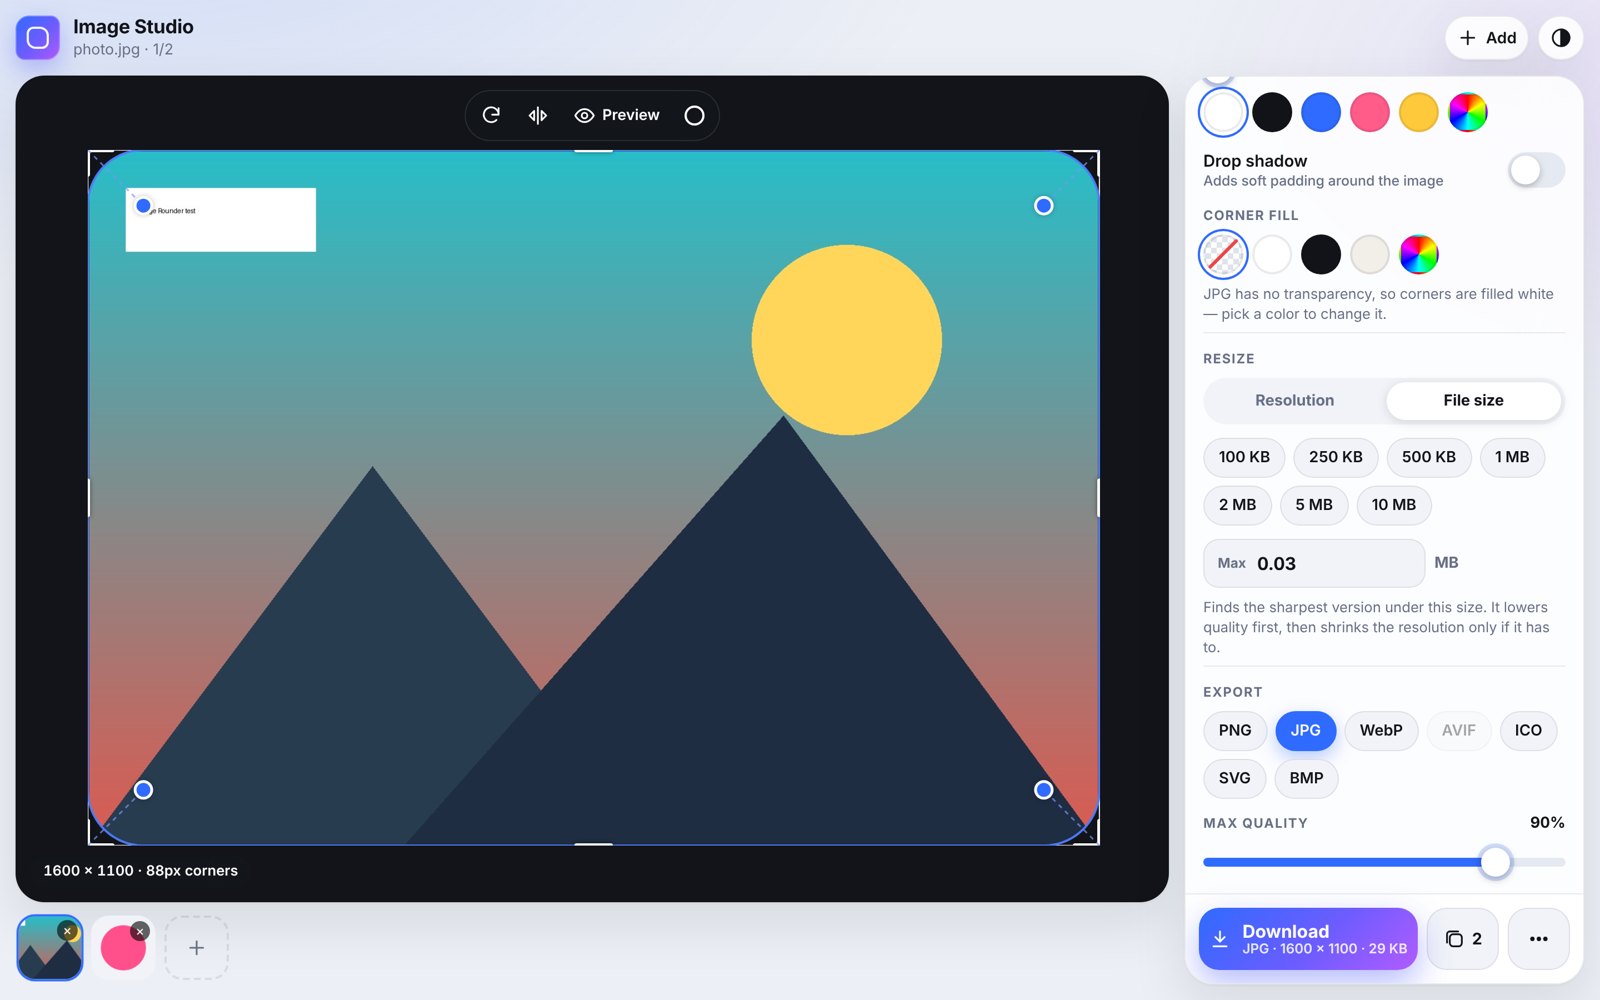 Image Studio
photo.jpg · 1/2
Add
Preview
Rounder test
1600 × 1100 · 88px corners
Drop shadow
Adds soft padding around the image
CORNER FILL
JPG has no transparency, so corners are filled white
— pick a color to change it.
RESIZE
Resolution File size
100 KB 250 KB 500 KB 1 MB
2 MB 5 MB 10 MB
Max 0.03 MB
Finds the sharpest version under this size. It lowers
quality first, then shrinks the resolution only if it has
to.
EXPORT
PNG JPG WebP AVIF ICO
SVG BMP
MAX QUALITY 90%
Download
JPG · 1600 × 1100 · 29 KB
2